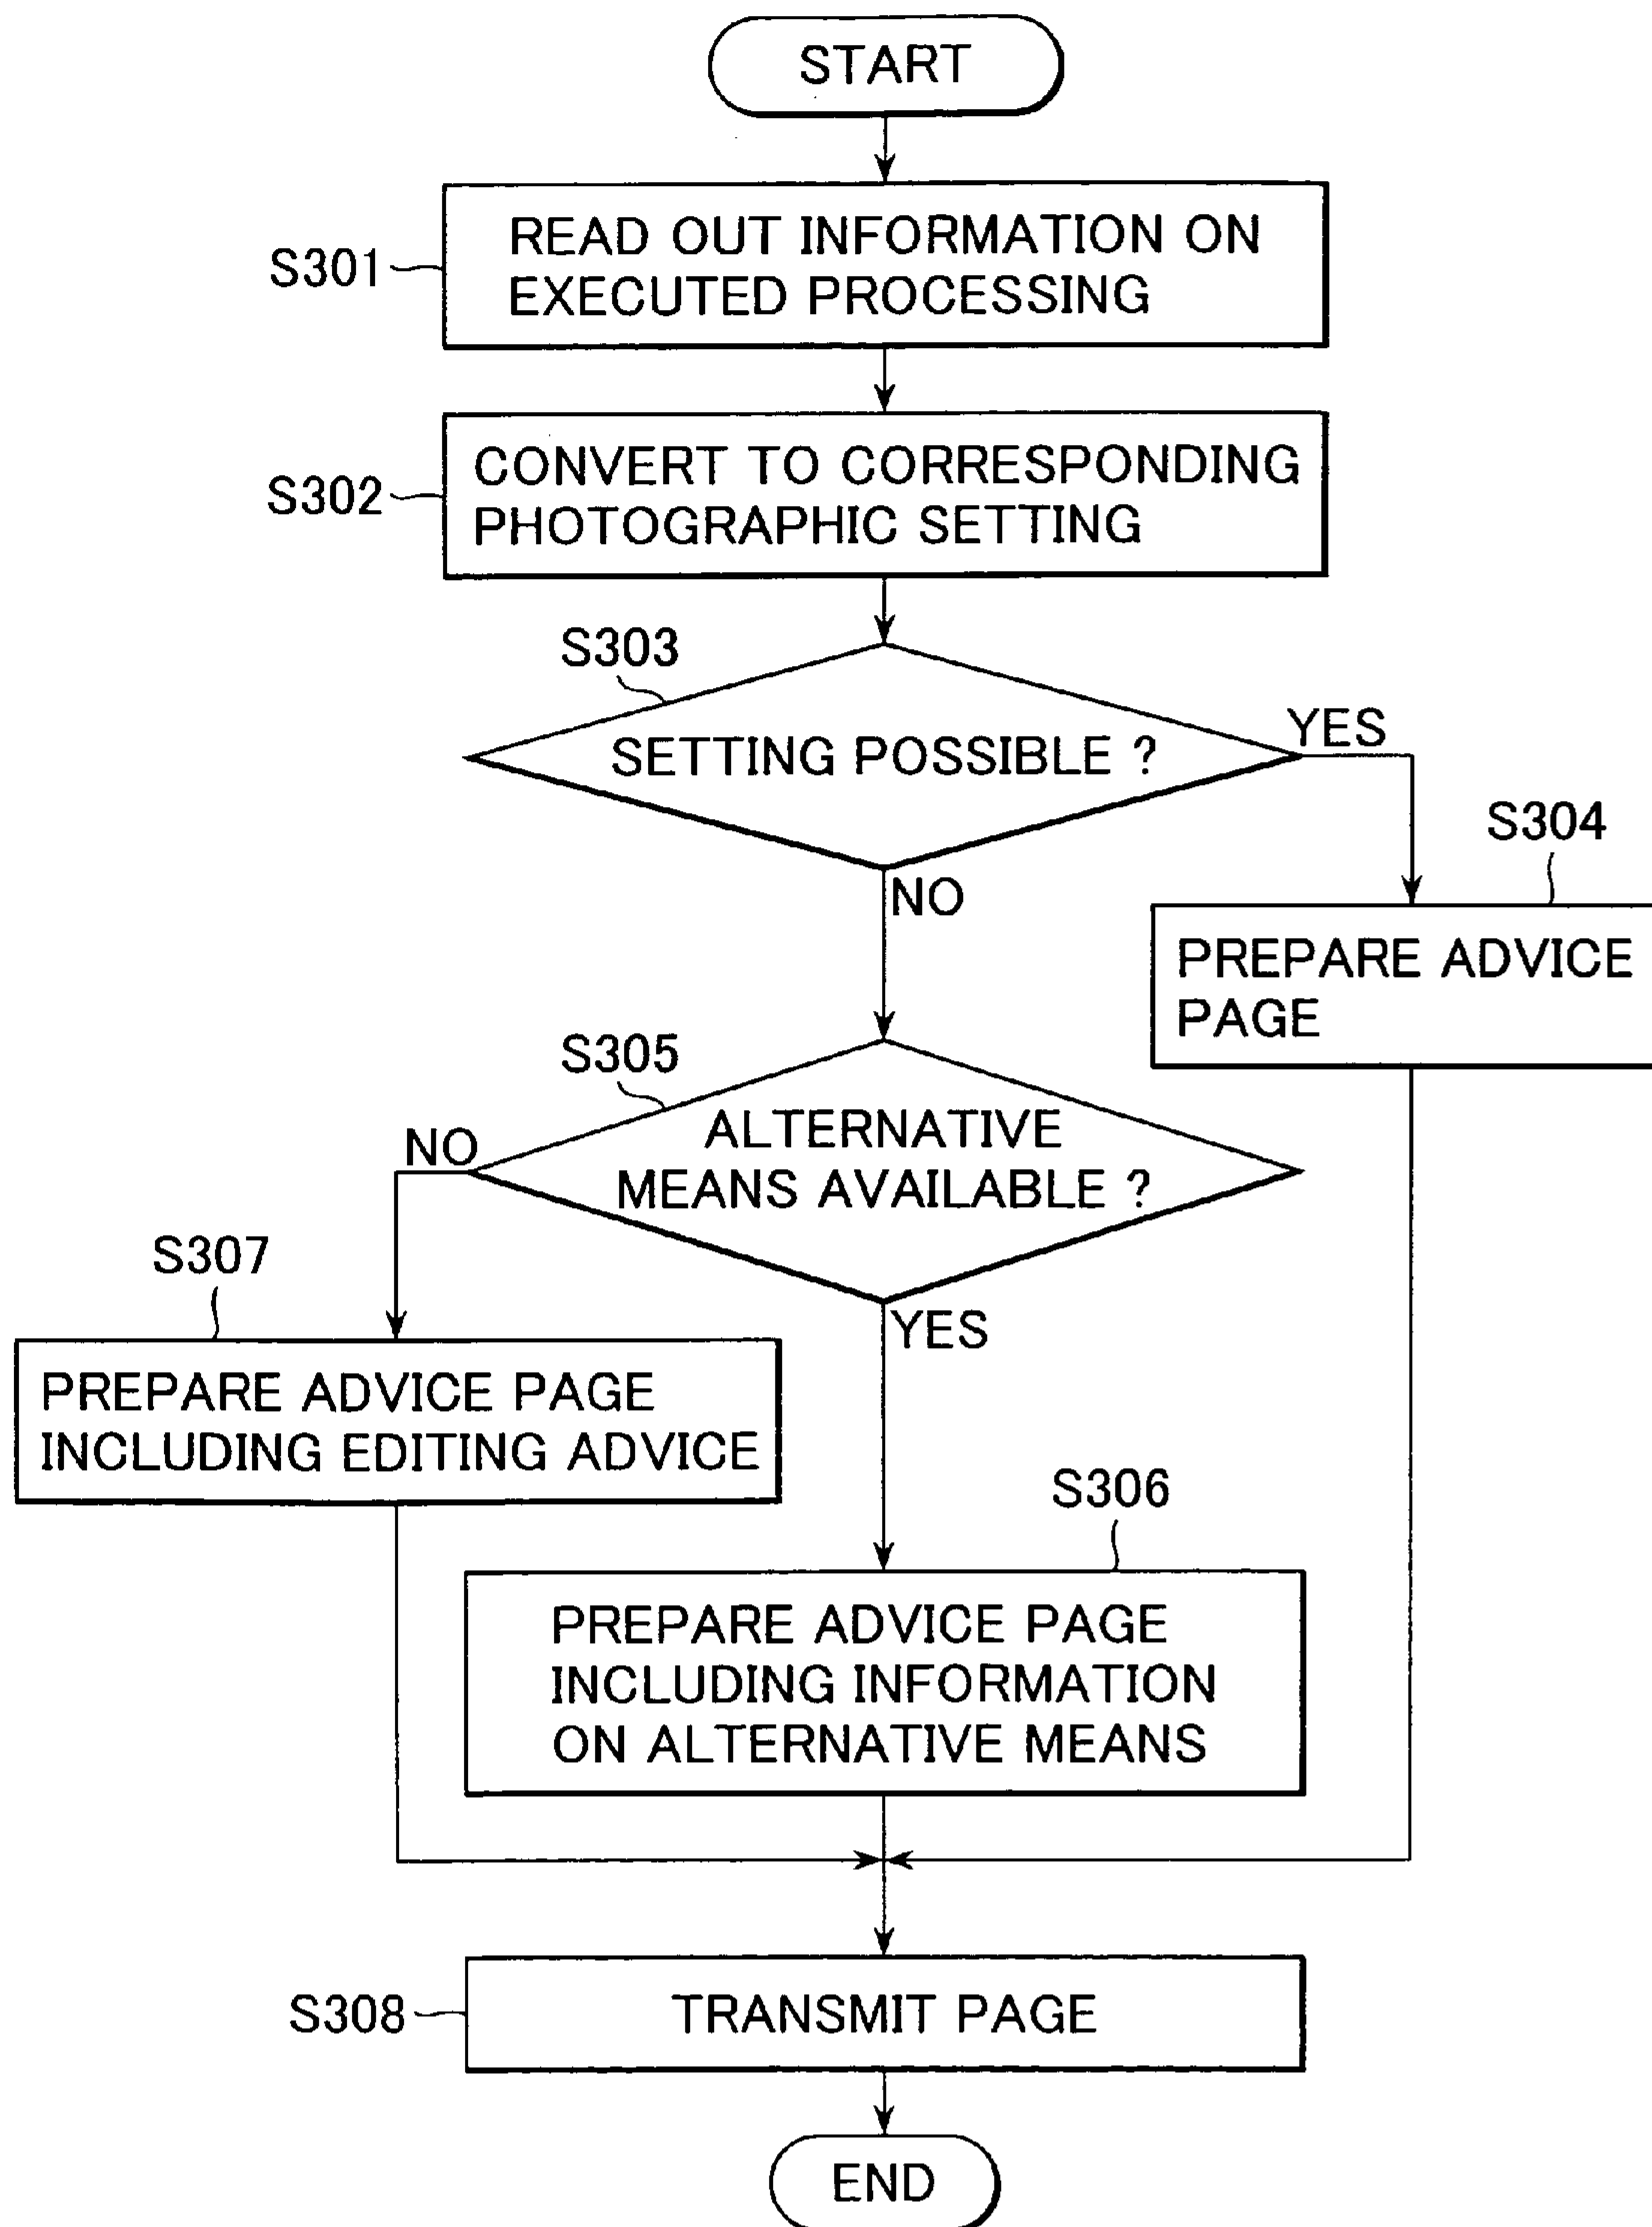 START
S301
READ OUT INFORMATION ON
EXECUTED PROCESSING
S302
CONVERT TO CORRESPONDING
PHOTOGRAPHIC SETTING
S303
SETTING POSSIBLE ?
YES
NO
S304
PREPARE ADVICE
PAGE
S305
ALTERNATIVE
MEANS AVAILABLE ?
NO
YES
S307
PREPARE ADVICE PAGE
INCLUDING EDITING ADVICE
S306
PREPARE ADVICE PAGE
INCLUDING INFORMATION
ON ALTERNATIVE MEANS
S308
TRANSMIT PAGE
END